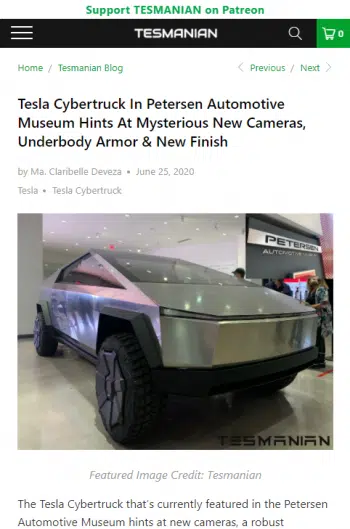 Support TESMANIAN on Patreon
TESMANIAN
0
Home / Tesmanian Blog
Previous / Next
Tesla Cybertruck In Petersen Automotive
Museum Hints At Mysterious New Cameras,
Underbody Armor & New Finish
by Ma. Claribelle Deveza • June 25, 2020
Tesla • Tesla Cybertruck
PETERSEN
AUTOMOTIVE MUSEUM
TESMANIAN
Featured Image Credit: Tesmanian
The Tesla Cybertruck that's currently featured in the Petersen
Automotive Museum hints at new cameras, a robust